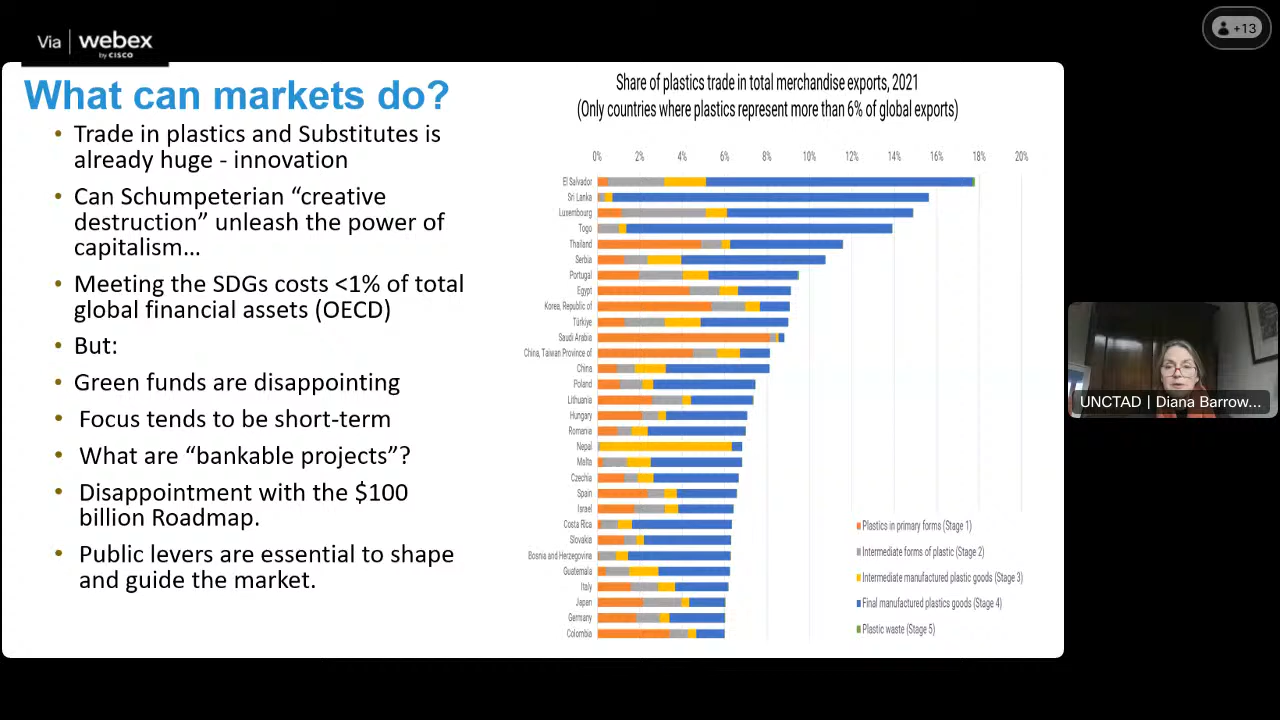 Via webex
by CISCO
+13
What can markets do?
• Trade in plastics and Substitutes is
already huge - innovation
• Can Schumpeterian “creative
destruction” unleash the power of
capitalism…
• Meeting the SDGs costs <1% of total
global financial assets (OECD)
• But:
• Green funds are disappointing
• Focus tends to be short-term
• What are “bankable projects”?
• Disappointment with the $100
billion Roadmap.
• Public levers are essential to shape
and guide the market.
Share of plastics trade in total merchandise exports, 2021
(Only countries where plastics represent more than 6% of global exports)
0% 2% 4% 6% 8% 10% 12% 14% 16% 18% 20%
El Salvador
Sri Lanka
Luxembourg
Togo
Thailand
Serbia
Portugal
Egypt
Korea, Republic of
Türkiye
Saudi Arabia
China, Taiwan Province of
China
Poland
Lithuania
Hungary
Romania
Nepal
Malta
Czechia
Spain
Israel
Costa Rica
Slovakia
Bosnia and Herzegovina
Guatemala
Italy
Japan
Germany
Colombia
Plastics in primary forms (Stage 1)
Intermediate forms of plastic (Stage 2)
Intermediate manufactured plastic goods (Stage 3)
Final manufactured plastics goods (Stage 4)
Plastic waste (Stage 5)
UNCTAD | Diana Barrow...